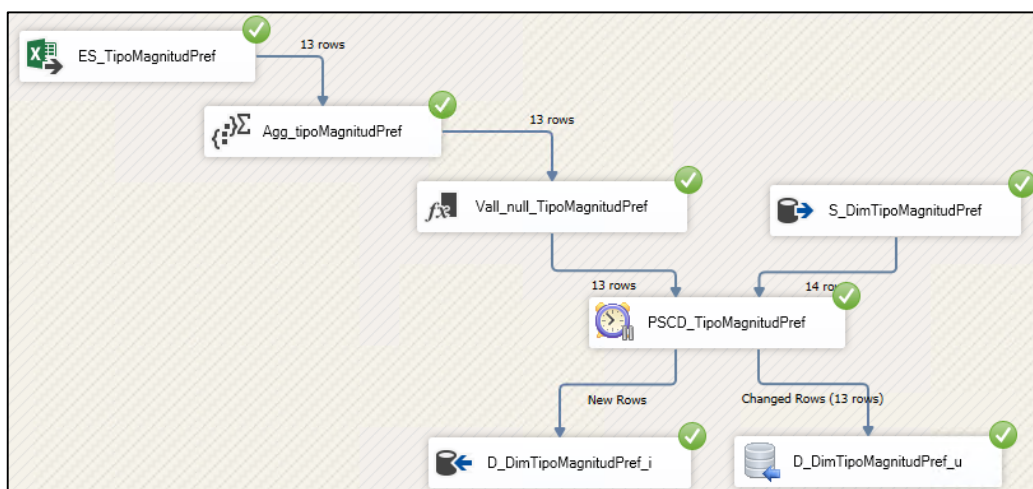 ES_TipoMagnitudPref
13 rows
Agg_tipoMagnitudPref
13 rows
Vall_null_TipoMagnitudPref
S_DimTipoMagnitudPref
13 rows
14
PSCD_TipoMagnitudPref
New Rows
Changed Rows (13 rows)
D_DimTipoMagnitudPref_i
D_DimTipoMagnitudPref_u